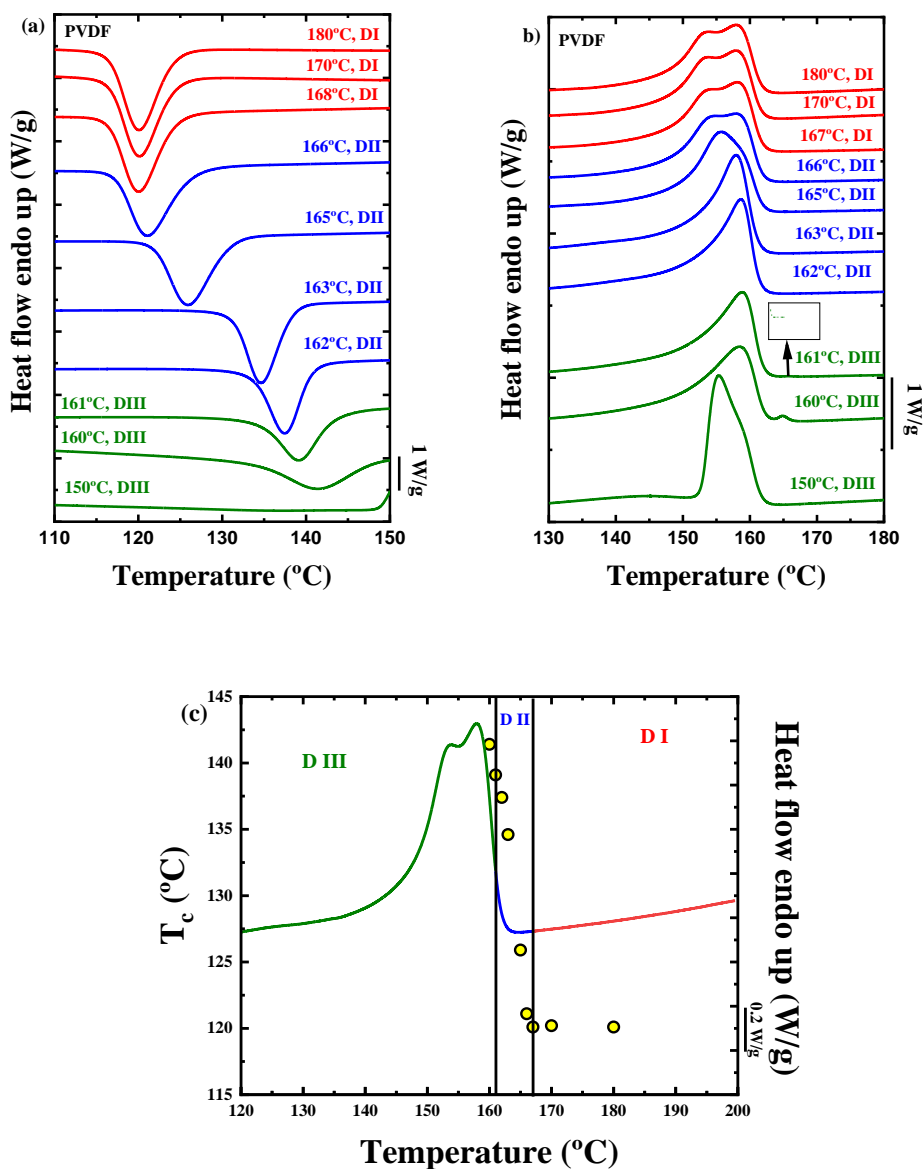 (a)
PVDF
180ºC, DI
170ºC, DI
168ºC, DI
166ºC, DII
165ºC, DII
163ºC, DII
162ºC, DII
161ºC, DIII
160ºC, DIII
150ºC, DIII
1 W/g
Heat flow endo up (W/g)
110 115 120 125 130 135 140 145 150
Temperature (ºC)
b)
PVDF
180ºC, DI
170ºC, DI
167ºC, DI
166ºC, DII
165ºC, DII
163ºC, DII
162ºC, DII
161ºC, DIII
160ºC, DIII
150ºC, DIII
1 W/g
Heat flow endo up (W/g)
130 140 150 160 170 180
Temperature (ºC)
(c)
D III
D II
D I
145
140
135
130
125
120
115
Tc (ºC)
Heat flow endo up (W/g)
0.2 W/g
120 130 140 150 160 170 180 190 200
Temperature (ºC)